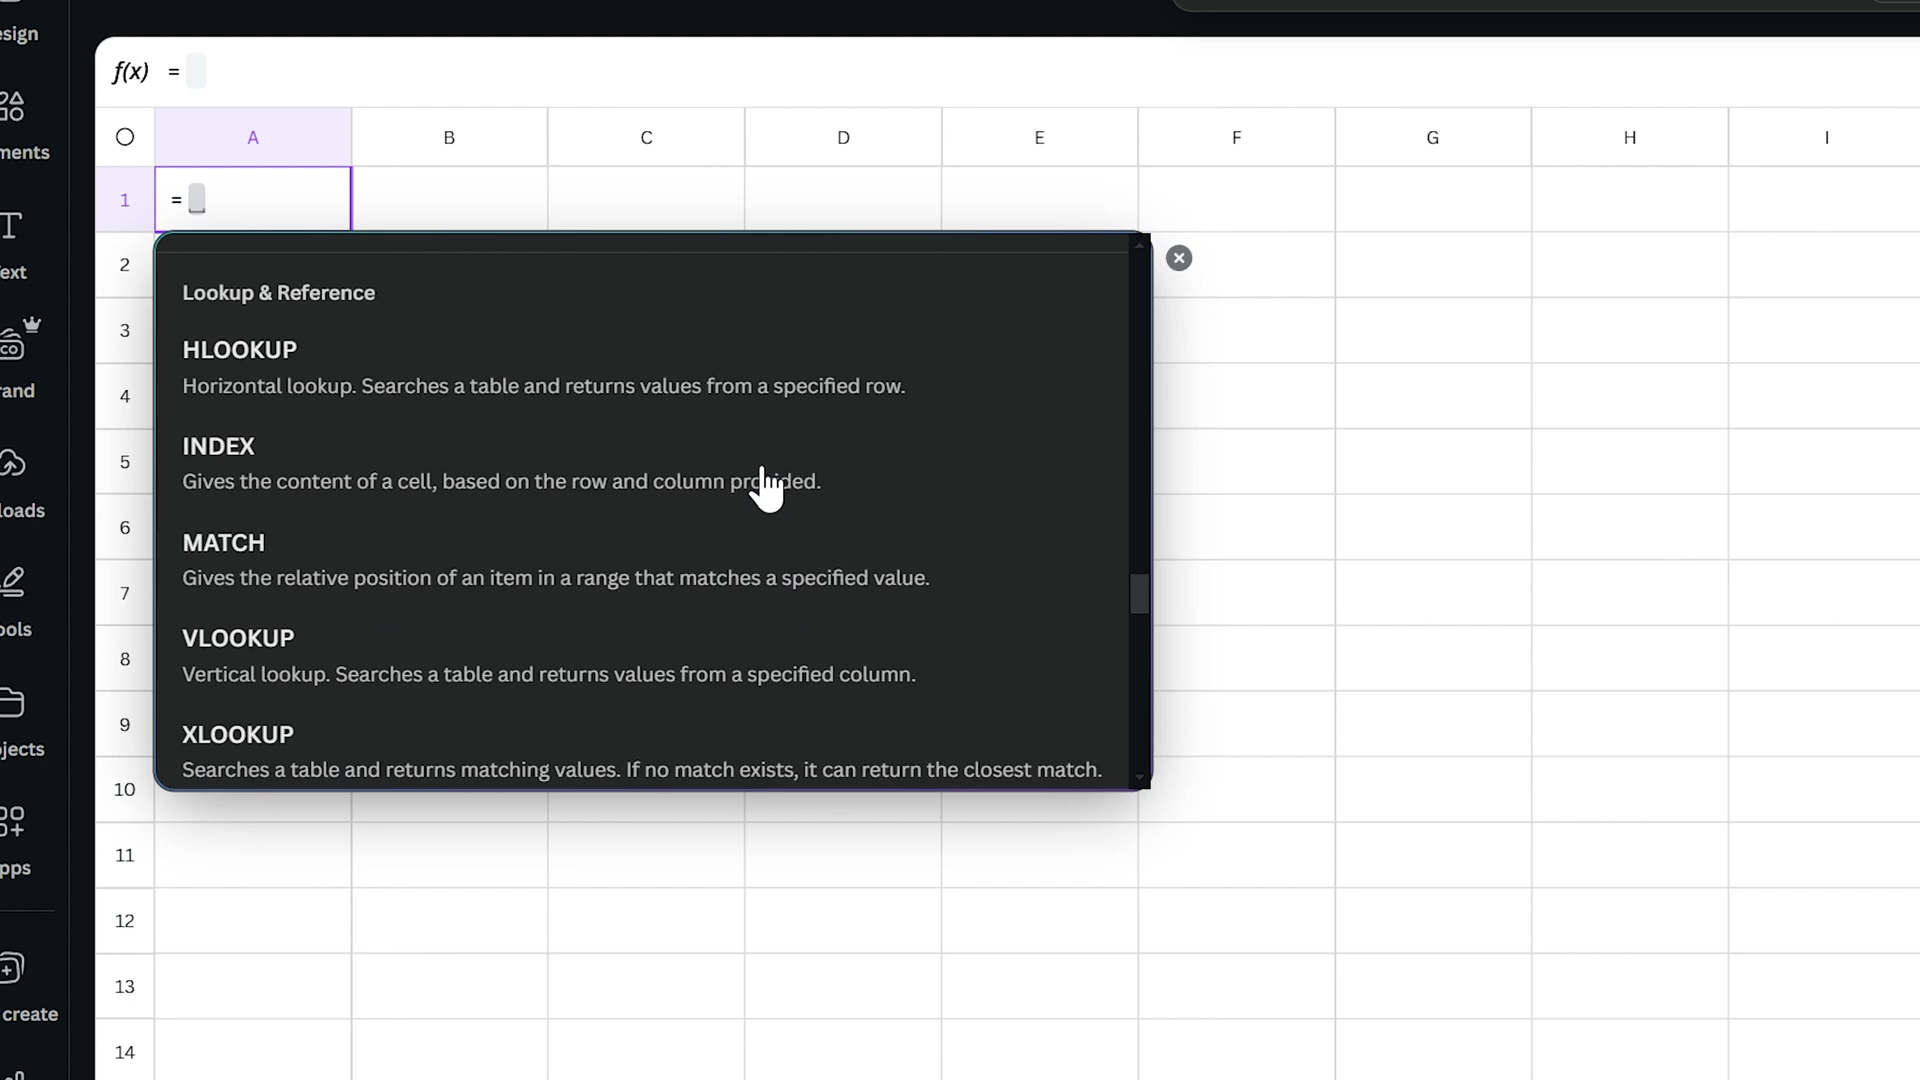 esign
ments
ext
CO
rand
loads
ools
jects
pps
create
f(x) =
A B C D E F G H I
1 =
2
3
4
5
6
7
8
9
10
11
12
13
14
Lookup & Reference
HLOOKUP
Horizontal lookup. Searches a table and returns values from a specified row.
INDEX
Gives the content of a cell, based on the row and column provided.
MATCH
Gives the relative position of an item in a range that matches a specified value.
VLOOKUP
Vertical lookup. Searches a table and returns values from a specified column.
XLOOKUP
Searches a table and returns matching values. If no match exists, it can return the closest match.